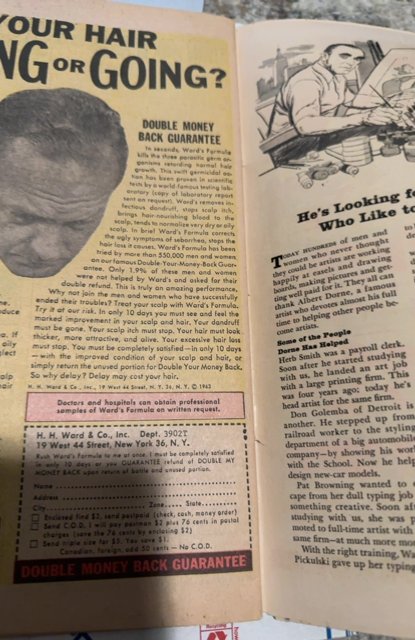 YOUR HAIR
NG OR GOING?
DOUBLE MONEY
BACK GUARANTEE
In seconds, Ward's Formula
kills the three parasitic germ or-
ganisms retarding normal hair
growth. This swift germicidal ac-
tion has been proven in scientific
tests by a world-famous testing lab-
oratory (copy of laboratory report
sent on request). Ward's removes in-
fectious dandruff, stops scalp itch,
brings hair-nourishing blood to the
scalp, tends to normalize very dry or oily
scalp. In brief Ward's Formula corrects
the ugly symptoms of seborrhea, stops the
hair loss it causes. Ward's Formula has been
tried by more than 550,000 men and women
on our famous Double-Your-Money-Back Guar-
antee. Only 1.9% of these men and women
were not helped by Ward's and asked for their
double refund. This is truly an amazing performance.
Why not join the men and women who have successfully
ended their troubles? Treat your scalp with Ward's Formula.
Try it at our risk. In only 10 days you must see and feel the
marked improvement in your scalp and hair. Your dandruff
must be gone. Your scalp itch must stop. Your hair must look
thicker, more attractive, and alive. Your excessive hair loss
must stop. You must be completely satisfied—in only 10 days
—with the improved condition of your scalp and hair, or
simply return the unused portion for Double Your Money Back.
So why delay? Delay may cost your hair.
H. H. Ward & Co., Inc., 19 West 44 Street, N. Y. 36, N. Y. © 1963
Doctors and hospitals can obtain professional
samples of Ward's Formula on written request.
H. H. Ward & Co., Inc. Dept. 3902T
19 West 44 Street, New York 36, N. Y.
Rush Ward's Formula to me at once. I must be completely satisfied
in only 10 days or you GUARANTEE refund of DOUBLE MY
MONEY BACK upon return of bottle and unused portion.
Name
Address
City Zone State
Enclosed find $2, send postpaid (check, cash, money order)
Send C.O.D. I will pay postman $2 plus 76 cents in postal
charges (save the 76 cents by enclosing $2)
Send triple size for $5. You save $1.
Canadian, foreign, add 50 cents — No C.O.D.
DOUBLE MONEY BACK GUARANTEE
He's Looking fo
Who Like to
TODAY HUNDREDS of men and
women who never thought
they could be artists are working
happily at easels and drawing
boards, making pictures and get-
ting well paid for it. They all can
thank Albert Dorne, a famous
artist who devotes almost his full
time to helping other people be-
come artists.
Some of the People
Dorne Has Helped
Herb Smith was a payroll clerk.
Soon after he started studying
with us, he landed an art job
with a large printing firm. This
was four years ago, today he's
head artist for the same firm.
Don Golemba of Detroit is
another. He stepped up from
railroad worker to the styling
department of a big automobile
company—by showing his work
with the School. Now he help
design new-car models.
Pat Browning wanted to
cape from her dull typing job
something creative. Soon aft
studying with us, she was p
moted to full-time artist with
same firm—at much more mo
With the right training, Wa
Pickulski gave up her typing